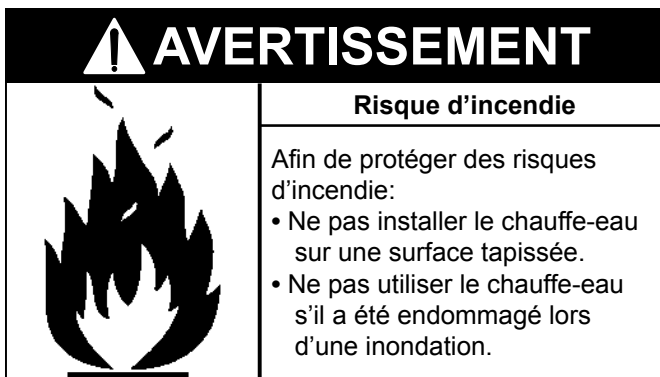 AVERTISSEMENT
Risque d’incendie
Afin de protéger des risques
d’incendie:
• Ne pas installer le chauffe-eau
sur une surface tapissée.
• Ne pas utiliser le chauffe-eau
s’il a été endommagé lors
d’une inondation.